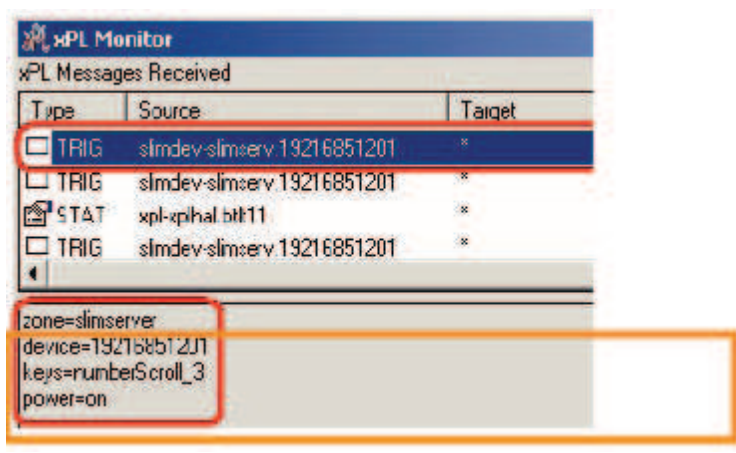 xPL Monitor
xPL Messages Received
Type Source Target
TRIG slimdev-slimserv.19216851201 *
TRIG slimdev-slimserv.19216851201 *
STAT xpl-xplhal.btlt11 *
TRIG slimdev-slimserv.19216851201 *
zone=slimserver
device=19216851201
keys=numberScroll_3
power=on